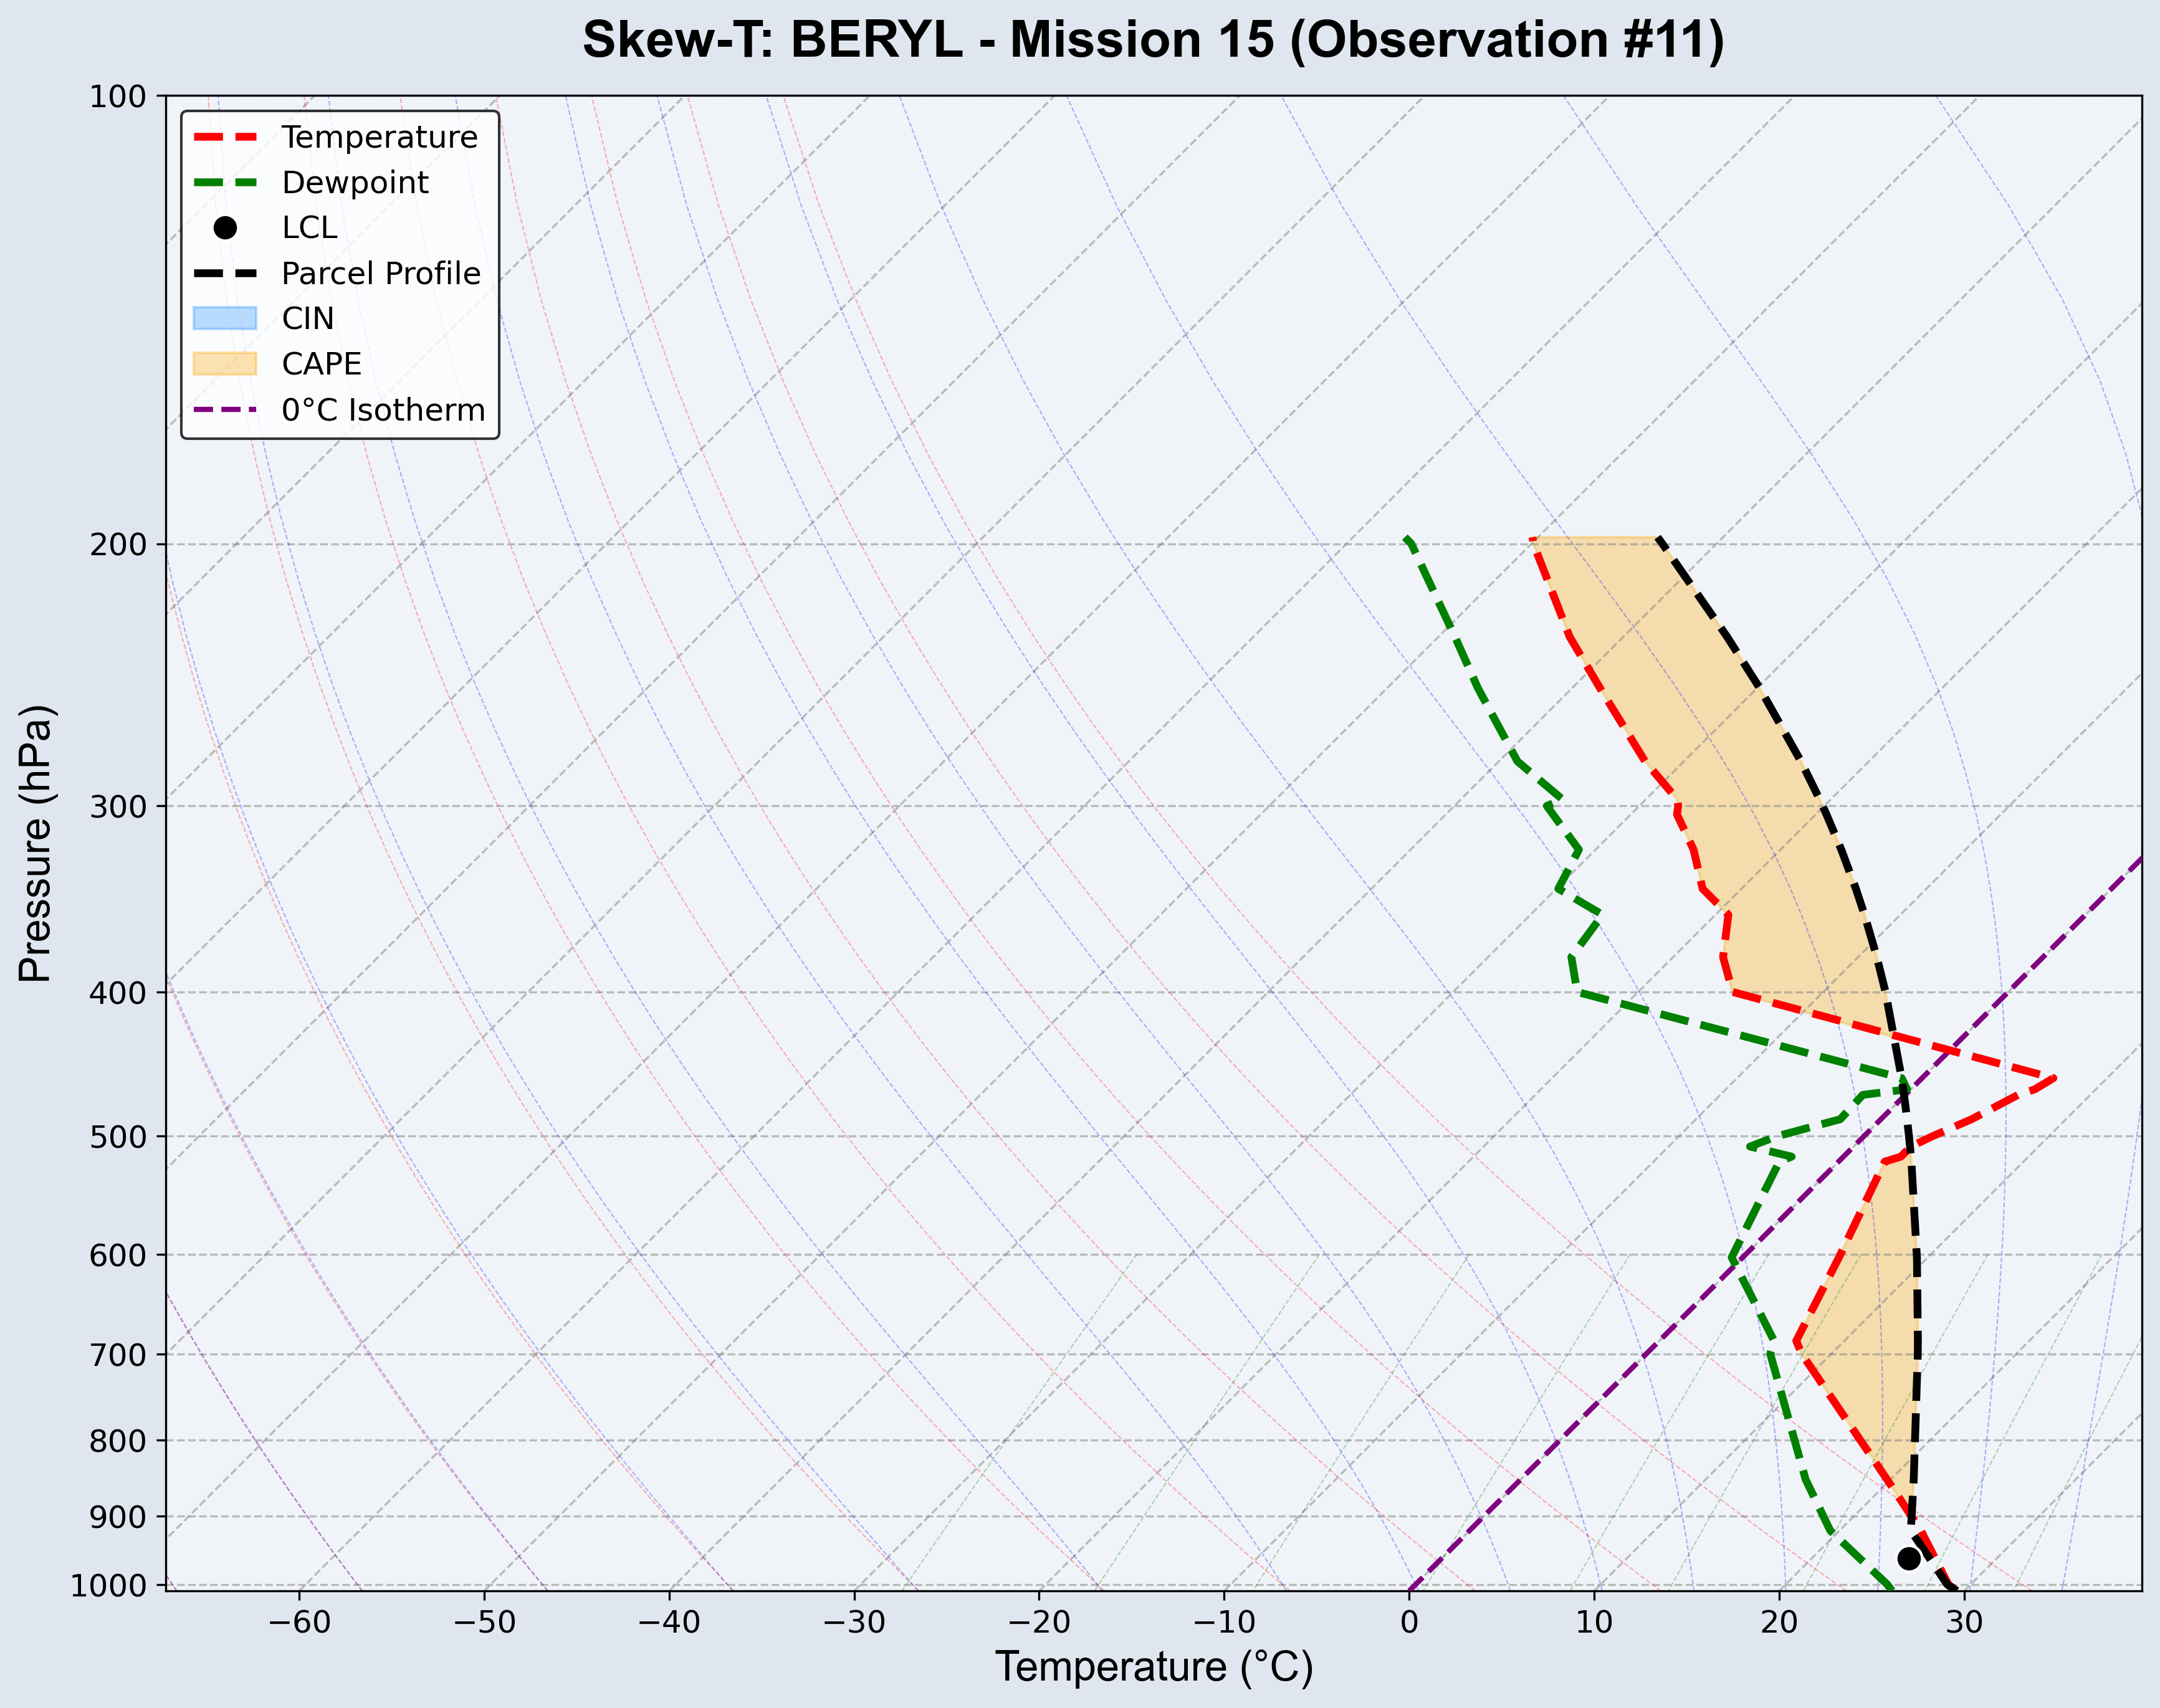 Skew-T: BERYL - Mission 15 (Observation #11)
Temperature
Dewpoint
LCL
Parcel Profile
CIN
CAPE
0°C Isotherm
Pressure (hPa)
100
200
300
400
500
600
700
800
900
1000
−60
−50
−40
−30
−20
−10
0
10
20
30
Temperature (°C)